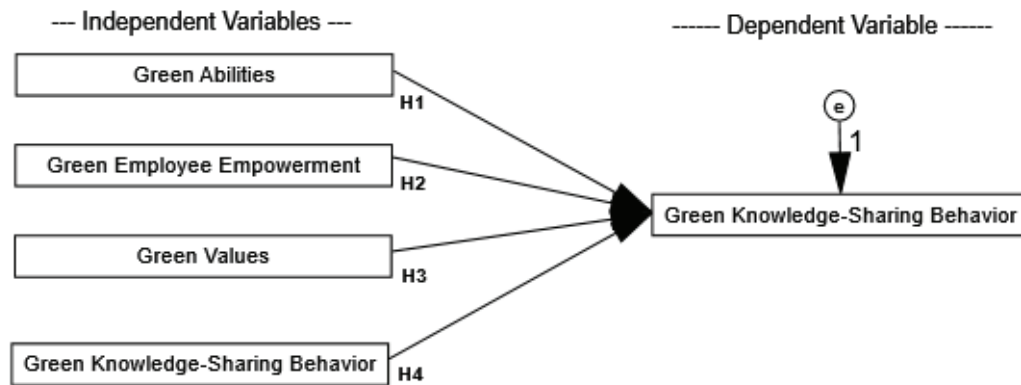 --- Independent Variables ---
------ Dependent Variable ------
Green Abilities
H1
Green Employee Empowerment
H2
Green Values
H3
Green Knowledge-Sharing Behavior
H4
e
1
Green Knowledge-Sharing Behavior